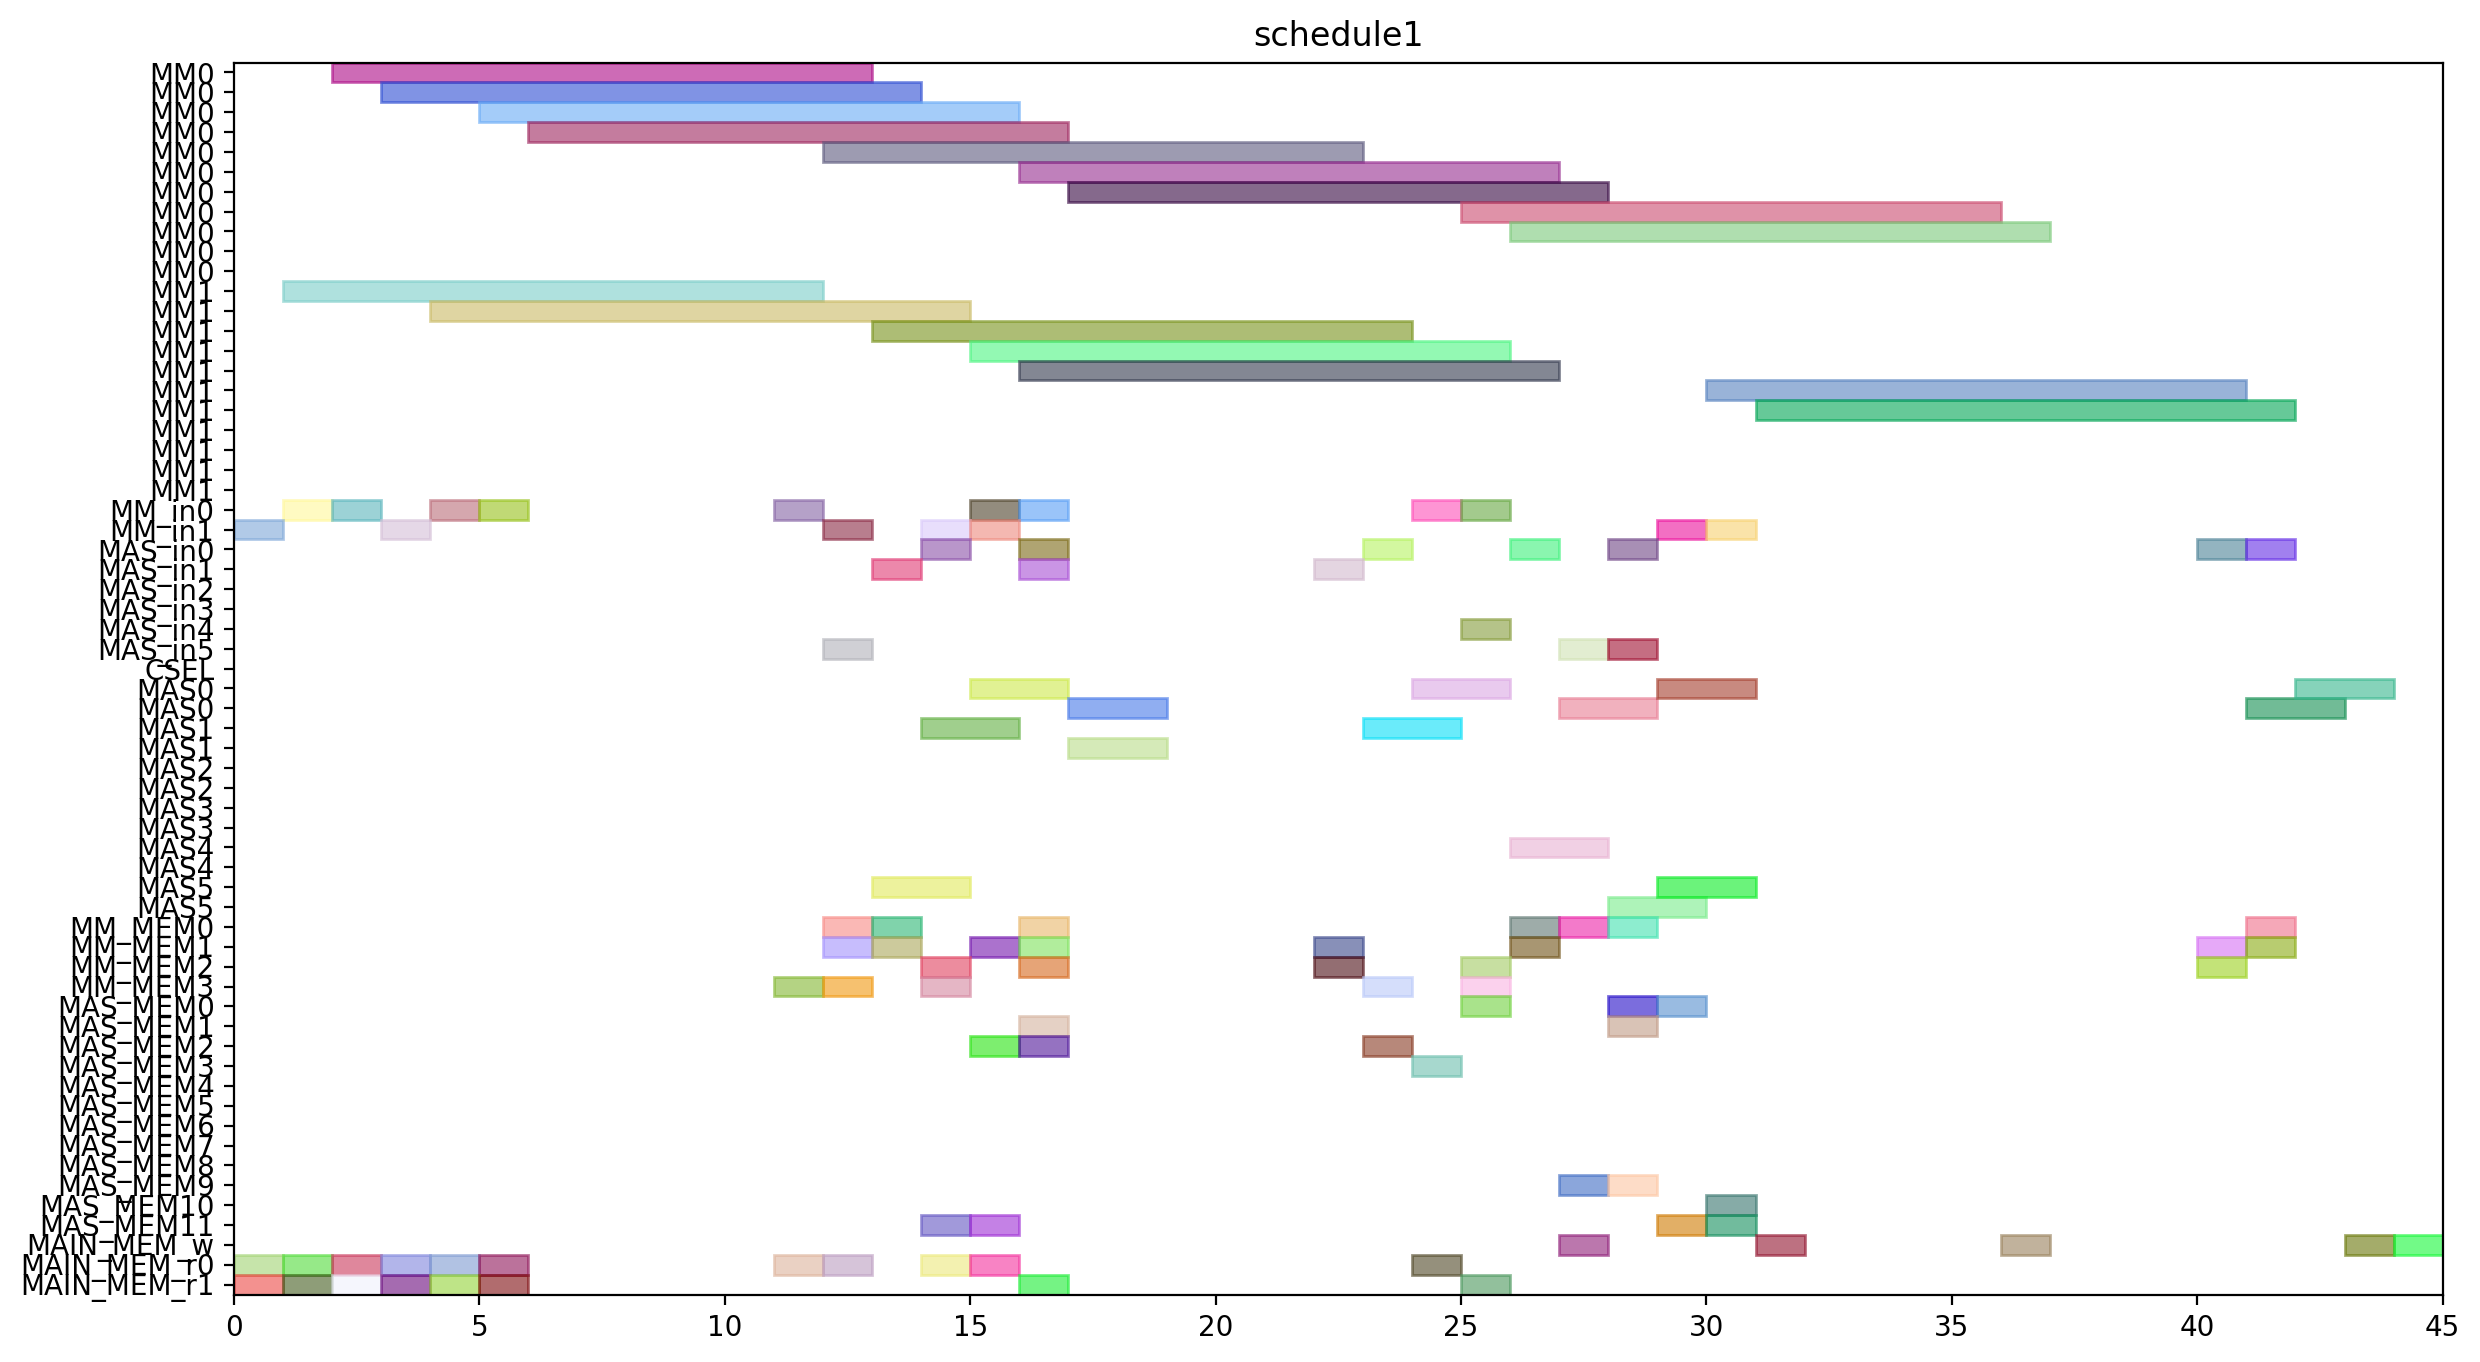 schedule1
MM0
MM0
MM0
MM0
MM0
MM0
MM0
MM0
MM0
MM0
MM0
MM1
MM1
MM1
MM1
MM1
MM1
MM1
MM1
MM1
MM1
MM1
MM_in0
MM_in1
MAS_in0
MAS_in1
MAS_in2
MAS_in3
MAS_in4
MAS_in5
CSEL
MAS0
MAS0
MAS1
MAS1
MAS2
MAS2
MAS3
MAS3
MAS4
MAS4
MAS5
MAS5
MM_MEM0
MM_MEM1
MM_MEM2
MM_MEM3
MAS_MEM0
MAS_MEM1
MAS_MEM2
MAS_MEM3
MAS_MEM4
MAS_MEM5
MAS_MEM6
MAS_MEM7
MAS_MEM8
MAS_MEM9
MAS_MEM10
MAS_MEM11
MAIN_MEM_w
MAIN_MEM_r0
MAIN_MEM_r1
0 5 10 15 20 25 30 35 40 45